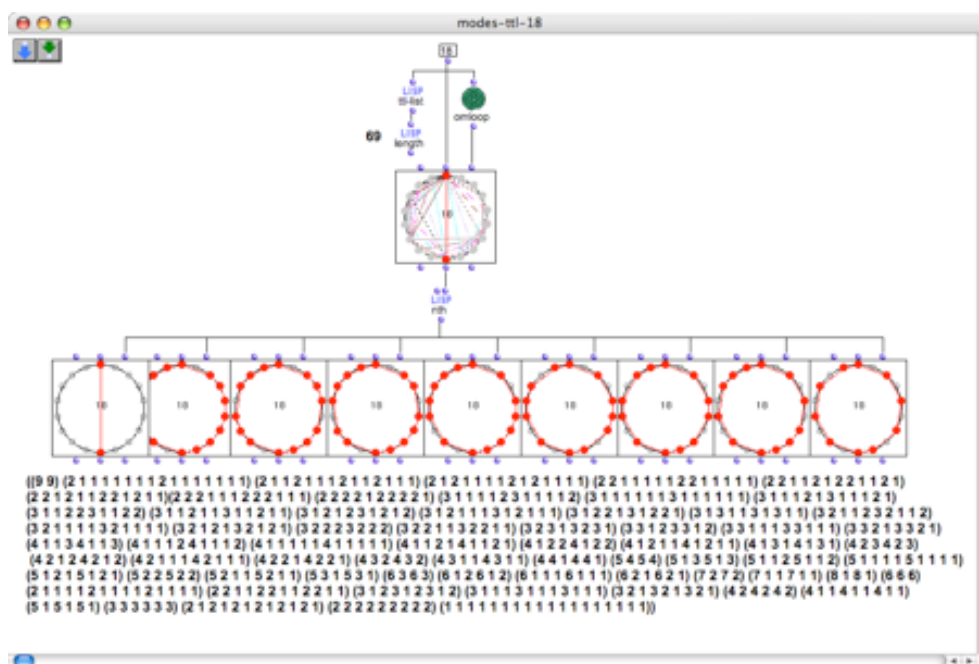 modes-ttl-18
18
LISP
ttl-list
omloop
69
LISP
length
18
LISP
nth
18 18 18 18 18 18 18 18 18
((9 9) (2 1 1 1 1 1 1 1 2 1 1 1 1 1 1 1) (2 1 1 2 1 1 1 2 1 1 2 1 1 1) (2 1 2 1 1 1 1 2 1 2 1 1 1 1) (2 2 1 1 1 1 1 2 2 1 1 1 1 1) (2 2 1 1 2 1 2 2 1 1 2 1)
(2 2 1 2 1 1 2 2 1 2 1 1)(2 2 2 1 1 1 2 2 2 1 1 1) (2 2 2 2 1 2 2 2 2 1) (3 1 1 1 1 2 3 1 1 1 1 2) (3 1 1 1 1 1 1 3 1 1 1 1 1 1) (3 1 1 1 2 1 3 1 1 1 2 1)
(3 1 1 2 2 3 1 1 2 2) (3 1 1 2 1 1 3 1 1 2 1 1) (3 1 2 1 2 3 1 2 1 2) (3 1 2 1 1 1 3 1 2 1 1 1) (3 1 2 2 1 3 1 2 2 1) (3 1 3 1 1 3 1 3 1 1) (3 2 1 1 2 3 2 1 1 2)
(3 2 1 1 1 1 3 2 1 1 1 1) (3 2 1 2 1 3 2 1 2 1) (3 2 2 2 3 2 2 2) (3 2 2 1 1 3 2 2 1 1) (3 2 3 1 3 2 3 1) (3 3 1 2 3 3 1 2) (3 3 1 1 1 3 3 1 1 1) (3 3 2 1 3 3 2 1)
(4 1 1 3 4 1 1 3) (4 1 1 1 2 4 1 1 1 2) (4 1 1 1 1 1 4 1 1 1 1 1) (4 1 1 2 1 4 1 1 2 1) (4 1 2 2 4 1 2 2) (4 1 2 1 1 4 1 2 1 1) (4 1 3 1 4 1 3 1) (4 2 3 4 2 3)
(4 2 1 2 4 2 1 2) (4 2 1 1 1 4 2 1 1 1) (4 2 2 1 4 2 2 1) (4 3 2 4 3 2) (4 3 1 1 4 3 1 1) (4 4 1 4 4 1) (5 4 5 4) (5 1 3 5 1 3) (5 1 1 2 5 1 1 2) (5 1 1 1 1 5 1 1 1 1)
(5 1 2 1 5 1 2 1) (5 2 2 5 2 2) (5 2 1 1 5 2 1 1) (5 3 1 5 3 1) (6 3 6 3) (6 1 2 6 1 2) (6 1 1 1 6 1 1 1) (6 2 1 6 2 1) (7 2 7 2) (7 1 1 7 1 1) (8 1 8 1) (6 6 6)
(2 1 1 1 1 2 1 1 1 1 2 1 1 1 1) (3 1 2 3 1 2 3 1 2) (3 1 1 1 3 1 1 1 3 1 1 1) (3 2 1 3 2 1 3 2 1) (4 2 4 2 4 2) (4 1 1 4 1 1 4 1 1)
(5 1 5 1 5 1) (3 3 3 3 3 3) (2 1 2 1 2 1 2 1 2 1 2 1) (2 2 2 2 2 2 2 2 2) (1 1 1 1 1 1 1 1 1 1 1 1 1 1 1 1 1 1))